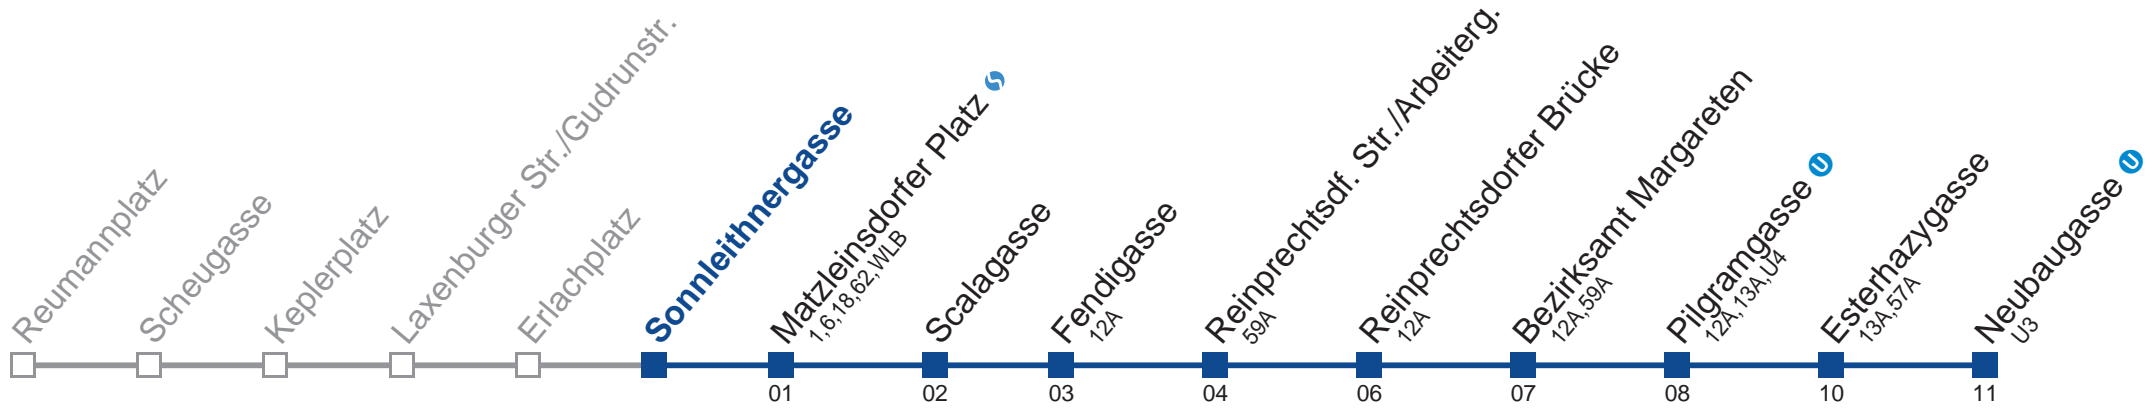 Reumannplatz
Scheugasse
Keplerplatz
Laxenburger Str./Gudrunstr.
Erlachplatz
Sonnleithnergasse
Matzleinsdorfer Platz
1,6,18,62,WLB
Scalagasse
Fendigasse
12A
Reinprechtsdf. Str./Arbeiterg.
59A
Reinprechtsdorfer Brücke
12A
Bezirksamt Margareten
12A,59A
Pilgramgasse U
12A,13A,U4
Esterhazygasse
13A,57A
Neubaugasse U
U3
01 02 03 04 06 07 08 10 11